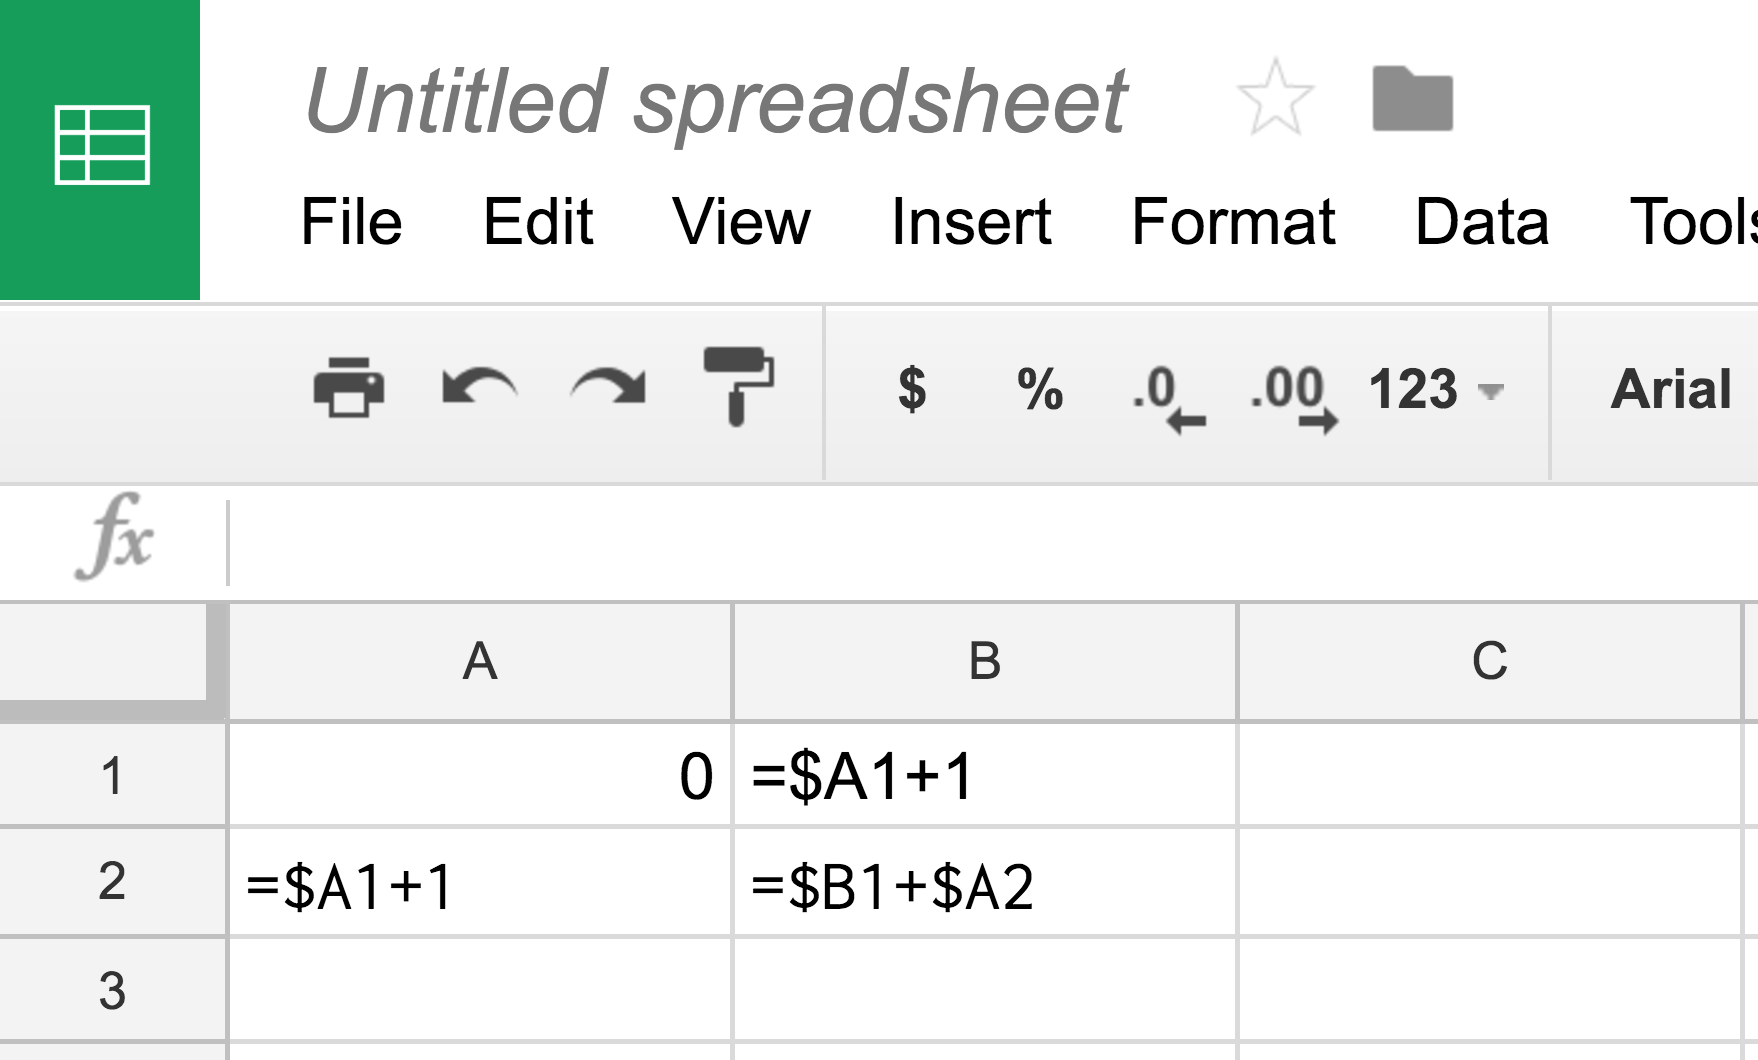 Untitled spreadsheet
File Edit View Insert Format Data Tools
$ % .0 .00 123 Arial
fx
A B C
1 0 =$A1+1
2 =$A1+1 =$B1+$A2
3